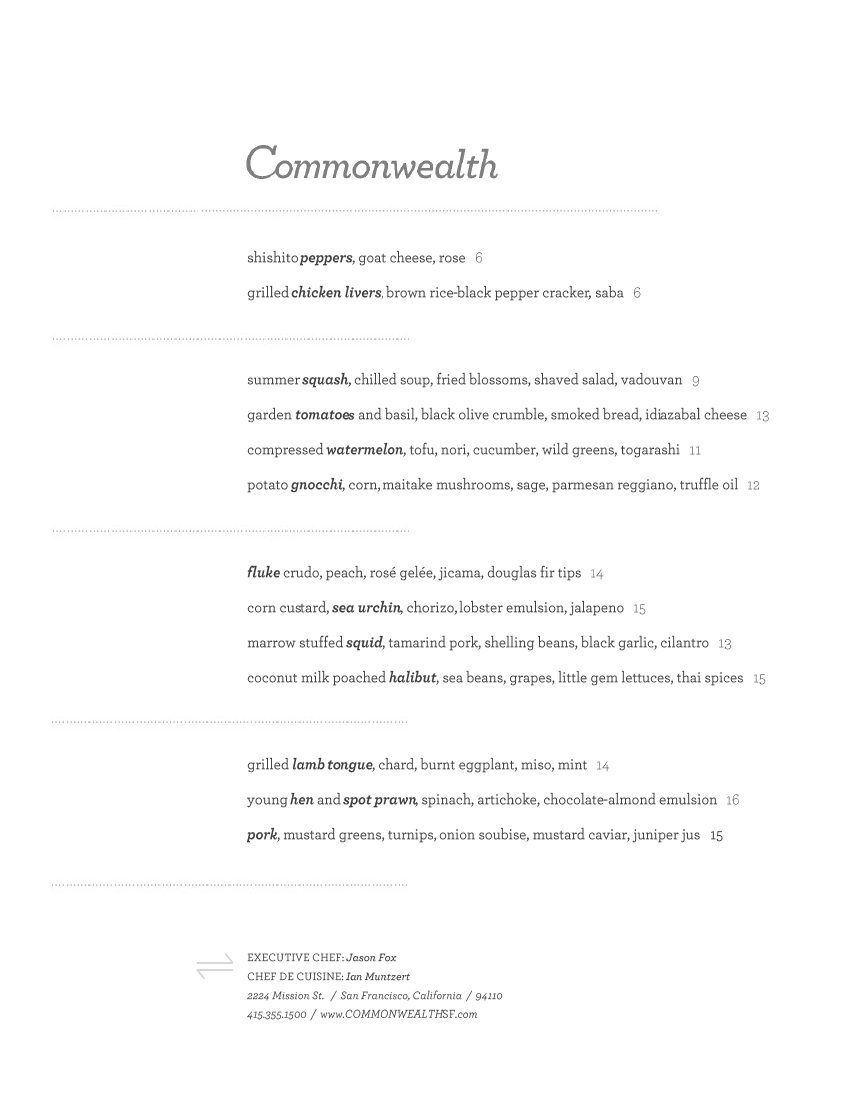 Commonwealth
shishito peppers, goat cheese, rose 6
grilled chicken livers, brown rice-black pepper cracker, saba 6
summer squash, chilled soup, fried blossoms, shaved salad, vadouvan 9
garden tomatoes and basil, black olive crumble, smoked bread, idiazabal cheese 13
compressed watermelon, tofu, nori, cucumber, wild greens, togarashi 11
potato gnocchi, corn, maitake mushrooms, sage, parmesan reggiano, truffle oil 12
fluke crudo, peach, rosé gelée, jicama, douglas fir tips 14
corn custard, sea urchin, chorizo, lobster emulsion, jalapeno 15
marrow stuffed squid, tamarind pork, shelling beans, black garlic, cilantro 13
coconut milk poached halibut, sea beans, grapes, little gem lettuces, thai spices 15
grilled lamb tongue, chard, burnt eggplant, miso, mint 14
young hen and spot prawn, spinach, artichoke, chocolate-almond emulsion 16
pork, mustard greens, turnips, onion soubise, mustard caviar, juniper jus 15
EXECUTIVE CHEF: Jason Fox
CHEF DE CUISINE: Ian Muntzert
2224 Mission St. / San Francisco, California / 94110
415.355.1500 / www.COMMONWEALTHSF.com